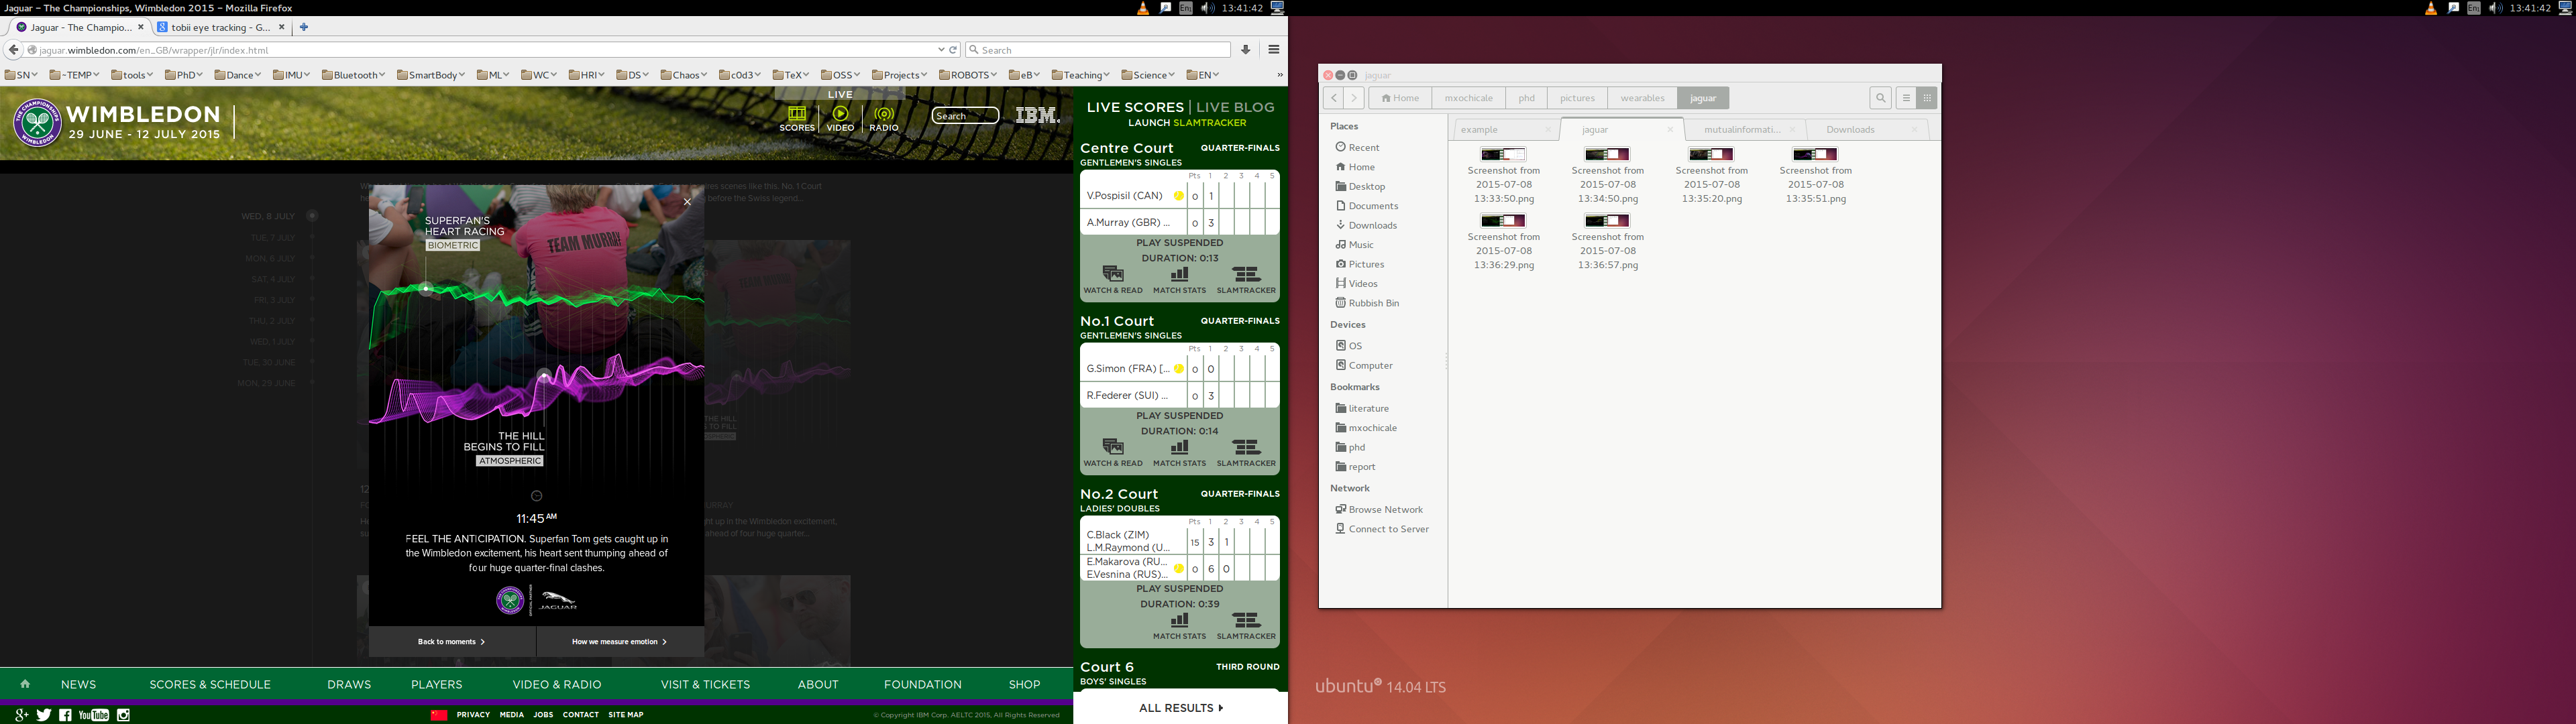 Jaguar – The Championships, Wimbledon 2015 – Mozilla Firefox
En
13:41:42
En
13:41:42
Jaguar - The Champio...
tobii eye tracking - G...
jaguar.wimbledon.com/en_GB/wrapper/jlr/index.html
Search
SN
~TEMP
tools
PhD
Dance
IMU
Bluetooth
SmartBody
ML
WC
HRI
DS
Chaos
c0d3
TeX
OSS
Projects
ROBOTS
eB
Teaching
Science
EN
WIMBLEDON
29 JUNE - 12 JULY 2015
LIVE
SCORES
VIDEO
RADIO
Search
IBM.
WED, 8 JULY
TUE, 7 JULY
MON, 6 JULY
SAT, 4 JULY
FRI, 3 JULY
THU, 2 JULY
WED, 1 JULY
TUE, 30 JUNE
MON, 29 JUNE
SUPERFAN'S
HEART RACING
BIOMETRIC
TEAM MURRAY
THE HILL
BEGINS TO FILL
ATMOSPHERIC
11:45 AM
FEEL THE ANTICIPATION. Superfan Tom gets caught up in
the Wimbledon excitement, his heart sent thumping ahead of
four huge quarter-final clashes.
JAGUAR
Back to moments
How we measure emotion
LIVE SCORES | LIVE BLOG
LAUNCH SLAMTRACKER
Centre Court QUARTER-FINALS
GENTLEMEN'S SINGLES
Pts 1 2 3 4 5
V.Pospisil (CAN) 0 1
A.Murray (GBR) ... 0 3
PLAY SUSPENDED
DURATION: 0:13
WATCH & READ MATCH STATS SLAMTRACKER
No.1 Court QUARTER-FINALS
GENTLEMEN'S SINGLES
Pts 1 2 3 4 5
G.Simon (FRA) [... 0 0
R.Federer (SUI) ... 0 3
PLAY SUSPENDED
DURATION: 0:14
WATCH & READ MATCH STATS SLAMTRACKER
No.2 Court QUARTER-FINALS
LADIES' DOUBLES
Pts 1 2 3 4 5
C.Black (ZIM)
L.M.Raymond (U... 15 3 1
E.Makarova (RU...
E.Vesnina (RUS)... 0 6 0
PLAY SUSPENDED
DURATION: 0:39
MATCH STATS SLAMTRACKER
Court 6 THIRD ROUND
BOYS' SINGLES
ALL RESULTS
NEWS
SCORES & SCHEDULE
DRAWS
PLAYERS
VIDEO & RADIO
VISIT & TICKETS
ABOUT
FOUNDATION
SHOP
YouTube
PRIVACY
MEDIA
JOBS
CONTACT
SITE MAP
© Copyright IBM Corp. AELTC 2015, All Rights Reserved
jaguar
Home
mxochicale
phd
pictures
wearables
jaguar
Places
Recent
Home
Desktop
Documents
Downloads
Music
Pictures
Videos
Rubbish Bin
Devices
OS
Computer
Bookmarks
literature
mxochicale
phd
report
Network
Browse Network
Connect to Server
example
jaguar
mutualinformati...
Downloads
Screenshot from
2015-07-08
13:33:50.png
Screenshot from
2015-07-08
13:34:50.png
Screenshot from
2015-07-08
13:35:20.png
Screenshot from
2015-07-08
13:35:51.png
Screenshot from
2015-07-08
13:36:29.png
Screenshot from
2015-07-08
13:36:57.png
ubuntu 14.04 LTS